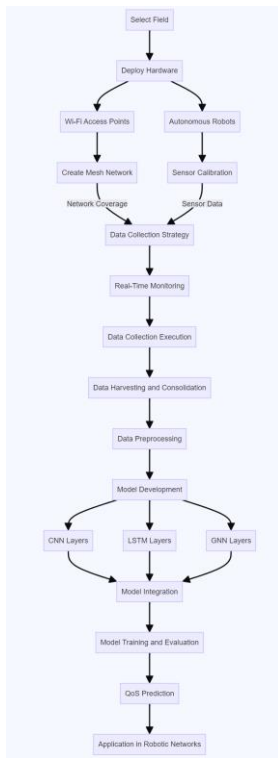 Select Field
Deploy Hardware
Wi-Fi Access Points
Autonomous Robots
Create Mesh Network
Sensor Calibration
Network Coverage
Sensor Data
Data Collection Strategy
Real-Time Monitoring
Data Collection Execution
Data Harvesting and Consolidation
Data Preprocessing
Model Development
CNN Layers
LSTM Layers
GNN Layers
Model Integration
Model Training and Evaluation
QoS Prediction
Application in Robotic Networks